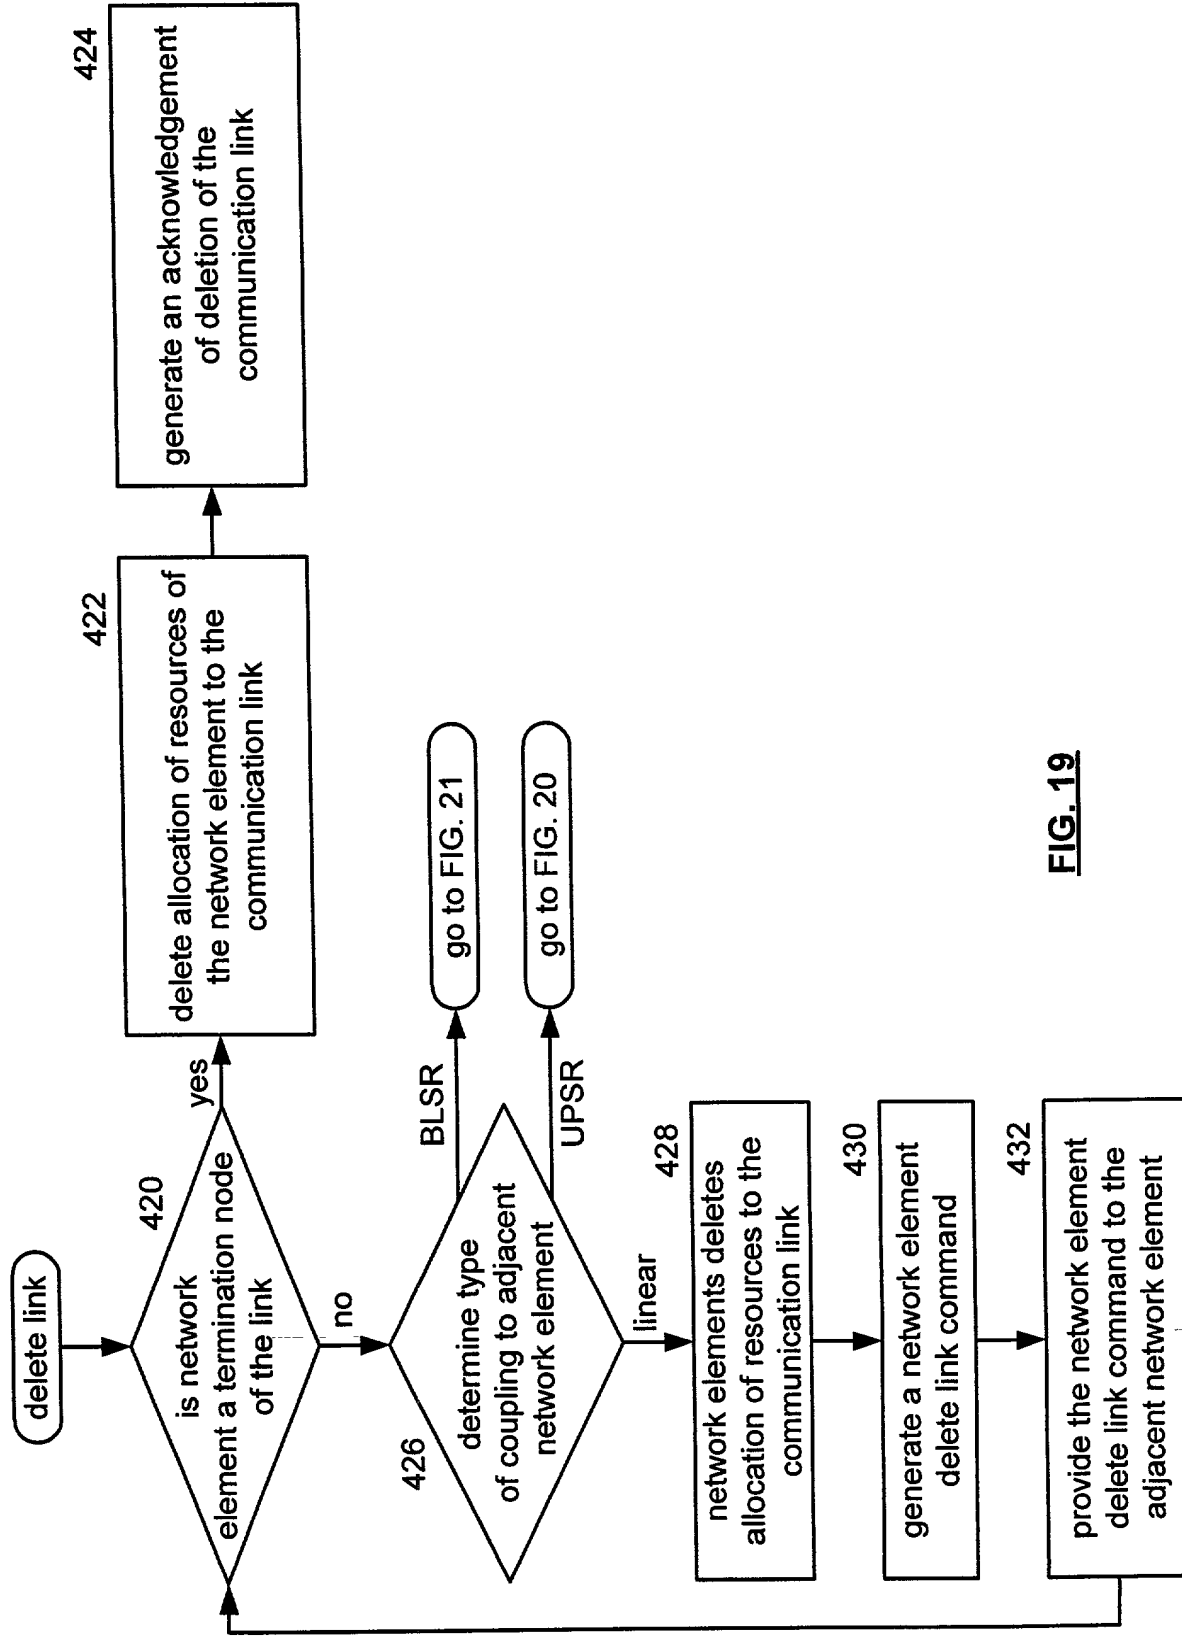 delete link
420
is network
element a termination node
of the link
yes
no
422
delete allocation of resources of
the network element to the
communication link
424
generate an acknowledgement
of deletion of the
communication link
426
determine type
of coupling to adjacent
network element
BLSR
go to FIG. 21
UPSR
go to FIG. 20
linear
428
network elements deletes
allocation of resources to the
communication link
430
generate a network element
delete link command
432
provide the network element
delete link command to the
adjacent network element
FIG. 19